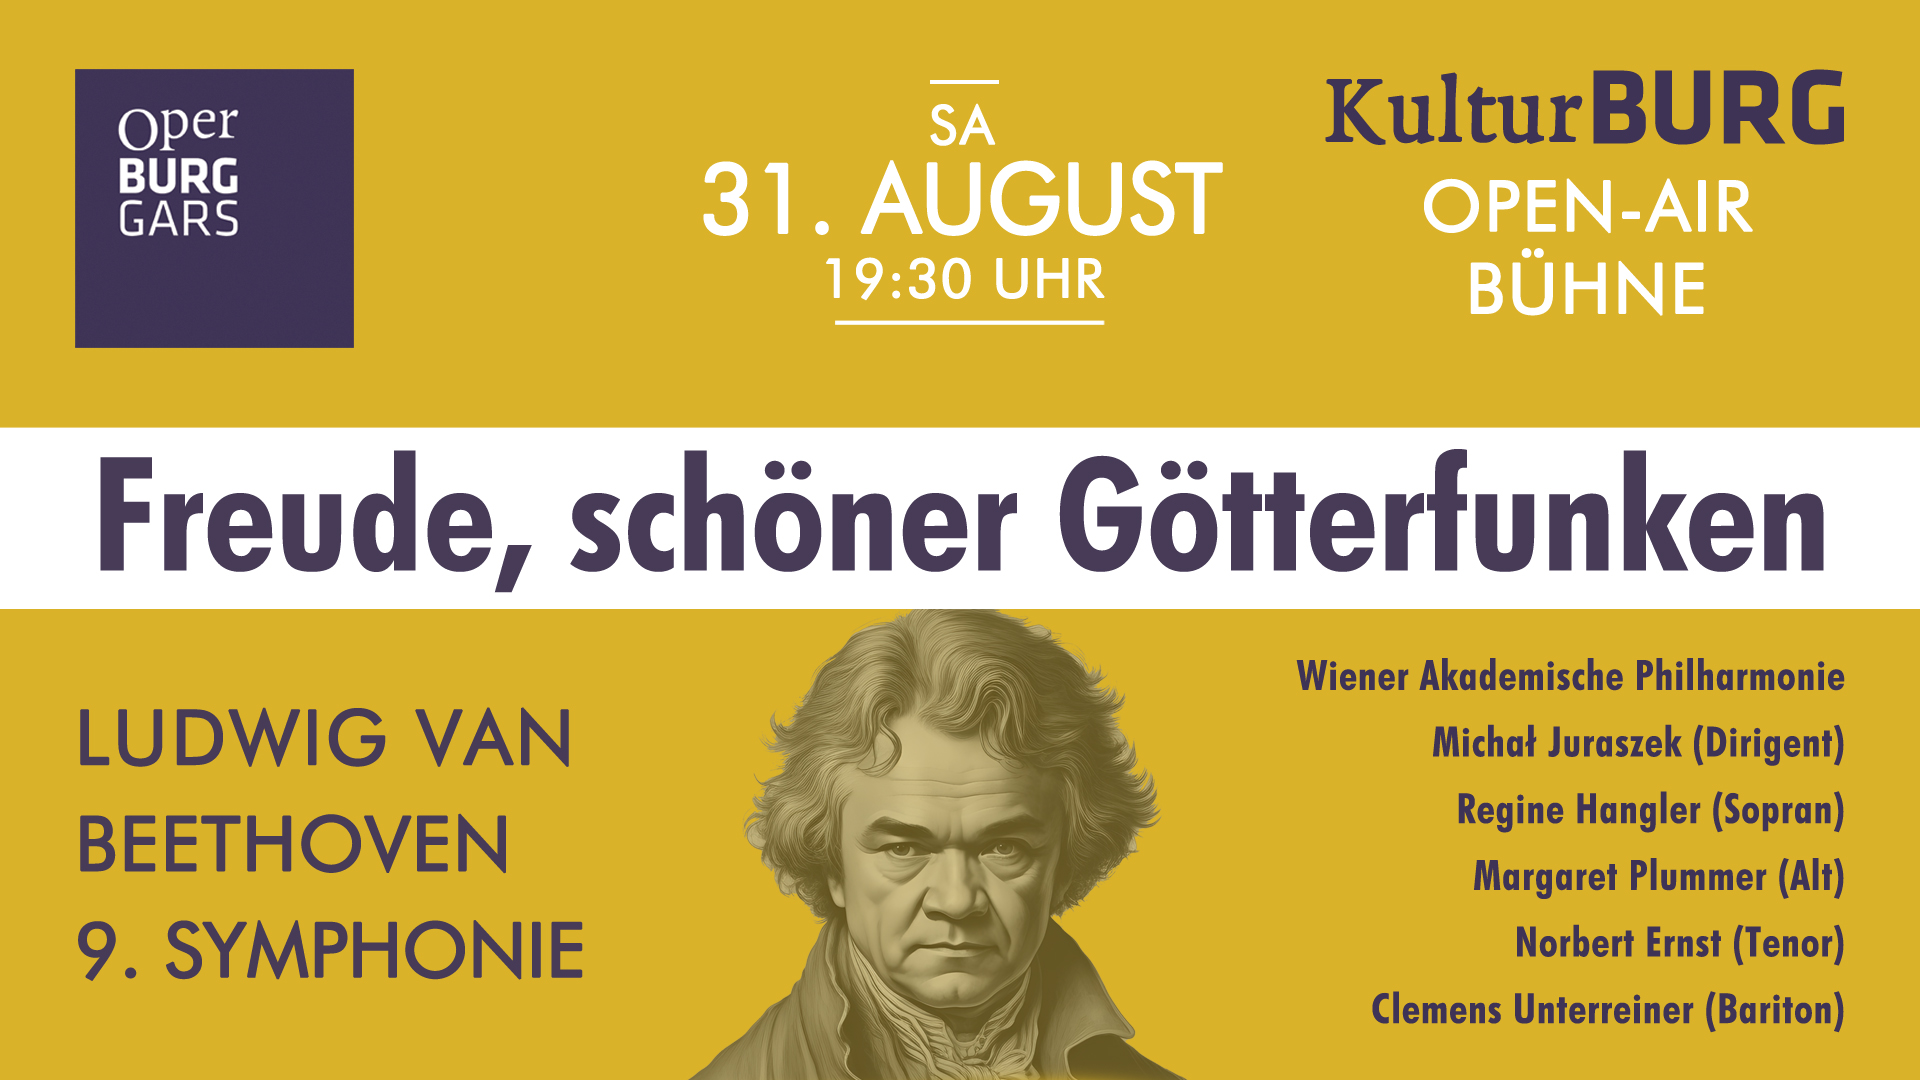 Oper
BURG
GARS
SA
31. AUGUST
19:30 UHR
KulturBURG
OPEN-AIR
BÜHNE
Freude, schöner Götterfunken
LUDWIG VAN
BEETHOVEN
9. SYMPHONIE
Wiener Akademische Philharmonie
Michał Juraszek (Dirigent)
Regine Hangler (Sopran)
Margaret Plummer (Alt)
Norbert Ernst (Tenor)
Clemens Unterreiner (Bariton)